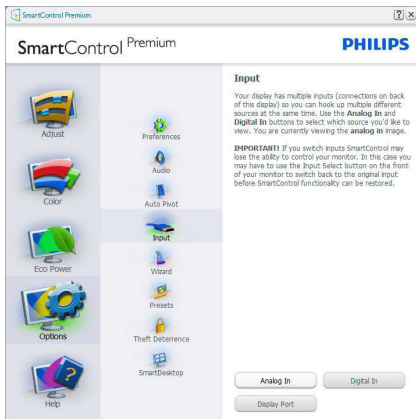 SmartControl Premium
SmartControl Premium
PHILIPS
Adjust
Color
Eco Power
Options
Help
Preferences
Audio
Auto Pivot
Input
Wizard
Presets
Theft Deterrence
SmartDesktop
Input
Your display has multiple inputs (connections on back
of this display) so you can hook up multiple different
sources at the same time. Use the Analog In and
Digital In buttons to select which source you'd like to
view. You are currently viewing the analog in image.
IMPORTANT! If you switch inputs SmartControl may
lose the ability to control your monitor. In this case you
may have to use the Input Select button on the front
of your monitor to switch back to the original input
before SmartControl functionality can be restored.
Analog In
Digital In
Display Port